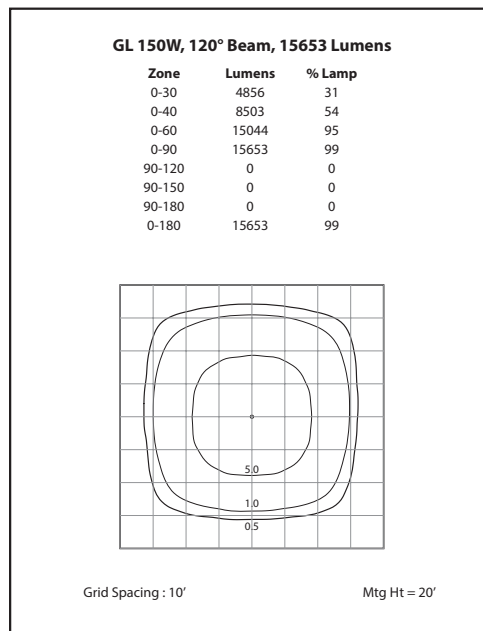 GL 150W, 120° Beam, 15653 Lumens
Zone Lumens % Lamp
0-30 4856 31
0-40 8503 54
0-60 15044 95
0-90 15653 99
90-120 0 0
90-150 0 0
90-180 0 0
0-180 15653 99
5.0
1.0
0.5
Grid Spacing : 10' Mtg Ht = 20'